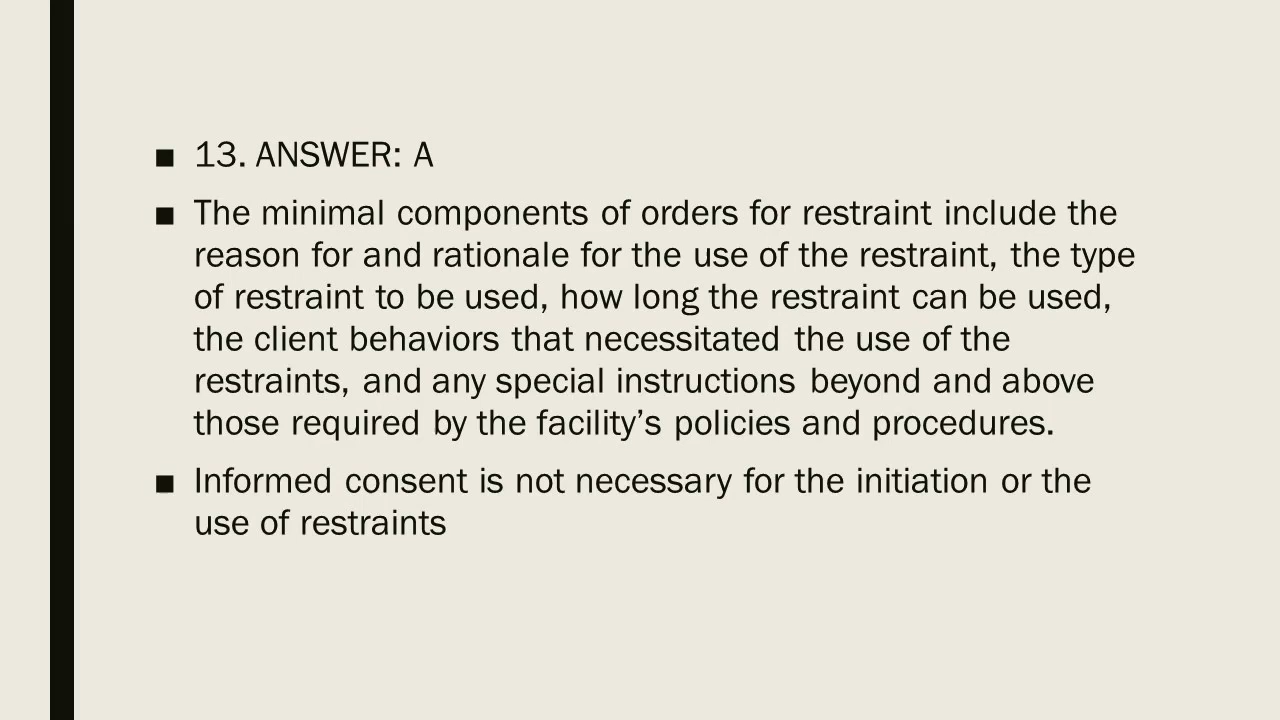 ■ 13. ANSWER: A
■ The minimal components of orders for restraint include the
reason for and rationale for the use of the restraint, the type
of restraint to be used, how long the restraint can be used,
the client behaviors that necessitated the use of the
restraints, and any special instructions beyond and above
those required by the facility’s policies and procedures.
■ Informed consent is not necessary for the initiation or the
use of restraints